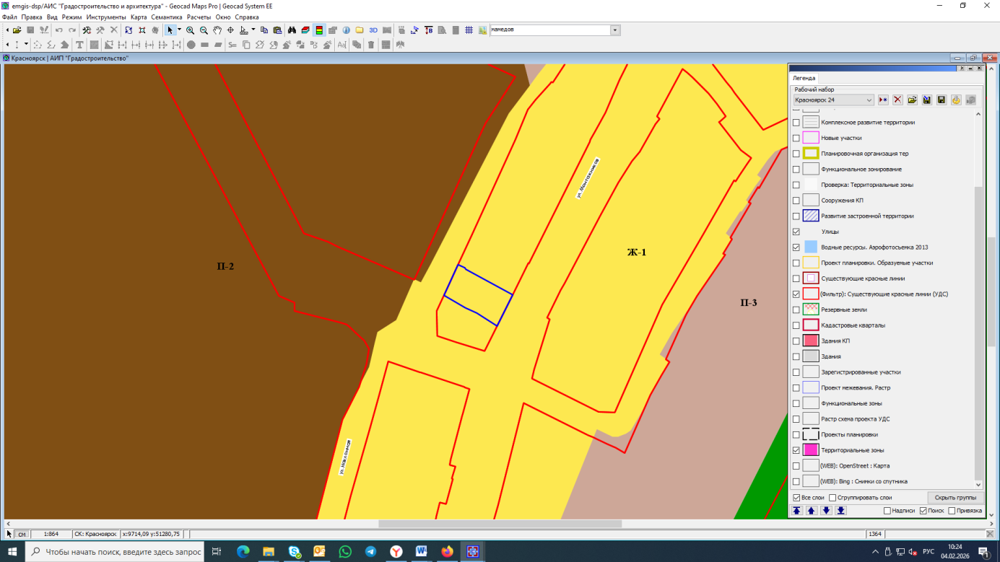 emgis-dsp/АИС "Градостроительство и архитектура" - Geocad Maps Pro | Geocad System EE
Файл Правка Вид Режим Инструменты Карта Семантика Расчеты Окно Справка
3D
мамедов
Красноярск | АИП "Градостроительство"
Легенда
Рабочий набор
Красноярск 24
Комплексное развитие территории
Новые участки
Планировочная организация тер
Функциональное зонирование
Проверка: Территориальные зоны
Сооружения КП
Развитие застроенной территории
Улицы
Водные ресурсы. Аэрофотосъемка 2013
Проект планировки. Образуемые участки
Существующие красные линии
(Фильтр): Существующие красные линии (УДС)
Резервные земли
Кадастровые кварталы
Здания КП
Здания
Зарегистрированные участки
Проект межевания. Растр
Функциональные зоны
Растр схема проекта УДС
Проекты планировки
Территориальные зоны
(WEB): OpenStreet : Карта
(WEB): Bing : Снимки со спутника
Все слои Сгруппировать слои Скрыть группы
Надписи Поиск Привязка
ул. Монтажников
Ж-1
П-2
П-3
ул. Наклонная
см 1:864 СК: Красноярск x:9714,09 y:51280,75 1364
Чтобы начать поиск, введите здесь запрос
РУС
10:24
04.02.2026
1